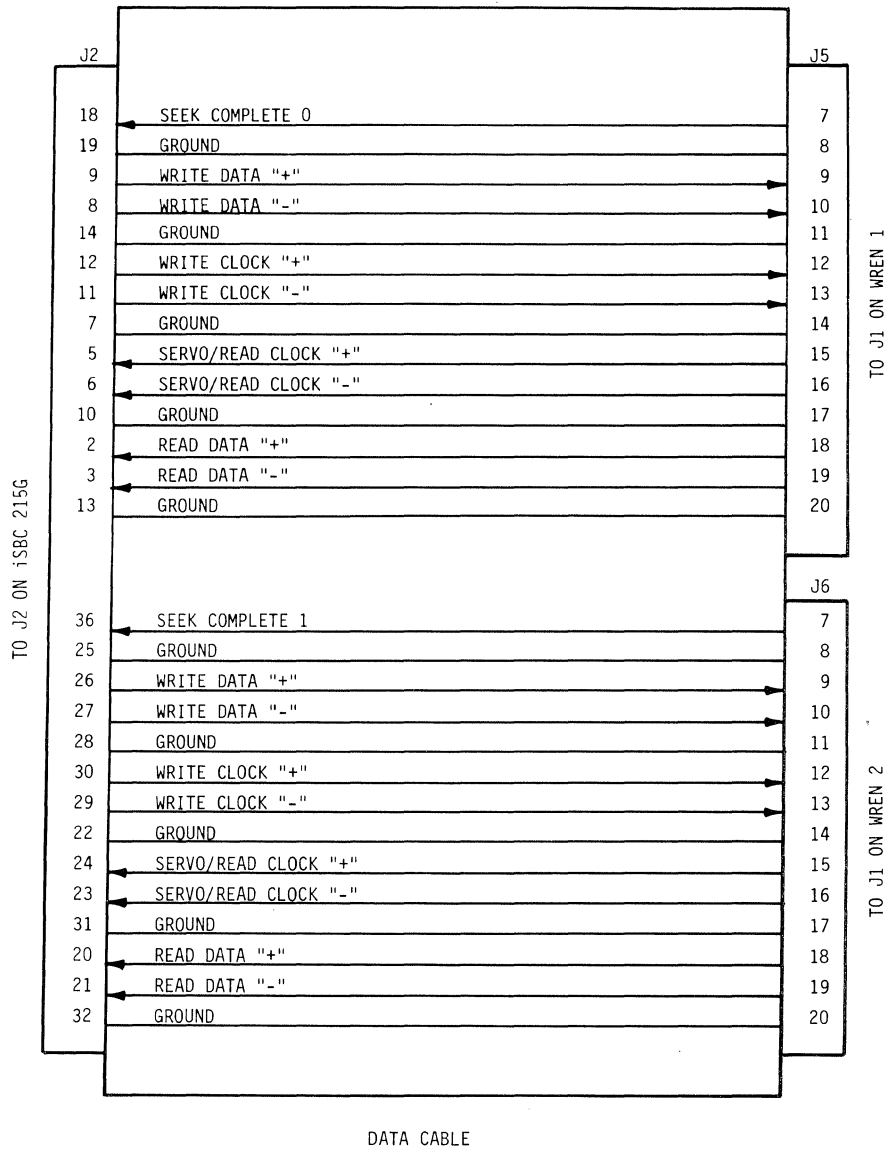 J2 J5
18 SEEK COMPLETE 0 7
19 GROUND 8
9 WRITE DATA "+" 9
8 WRITE DATA "-" 10
14 GROUND 11
12 WRITE CLOCK "+" 12
11 WRITE CLOCK "-" 13
7 GROUND 14
5 SERVO/READ CLOCK "+" 15
6 SERVO/READ CLOCK "-" 16
10 GROUND 17
2 READ DATA "+" 18
3 READ DATA "-" 19
13 GROUND 20
TO J1 ON WREN 1
TO J2 ON iSBC 215G
J6
36 SEEK COMPLETE 1 7
25 GROUND 8
26 WRITE DATA "+" 9
27 WRITE DATA "-" 10
28 GROUND 11
30 WRITE CLOCK "+" 12
29 WRITE CLOCK "-" 13
22 GROUND 14
24 SERVO/READ CLOCK "+" 15
23 SERVO/READ CLOCK "-" 16
31 GROUND 17
20 READ DATA "+" 18
21 READ DATA "-" 19
32 GROUND 20
TO J1 ON WREN 2
DATA CABLE